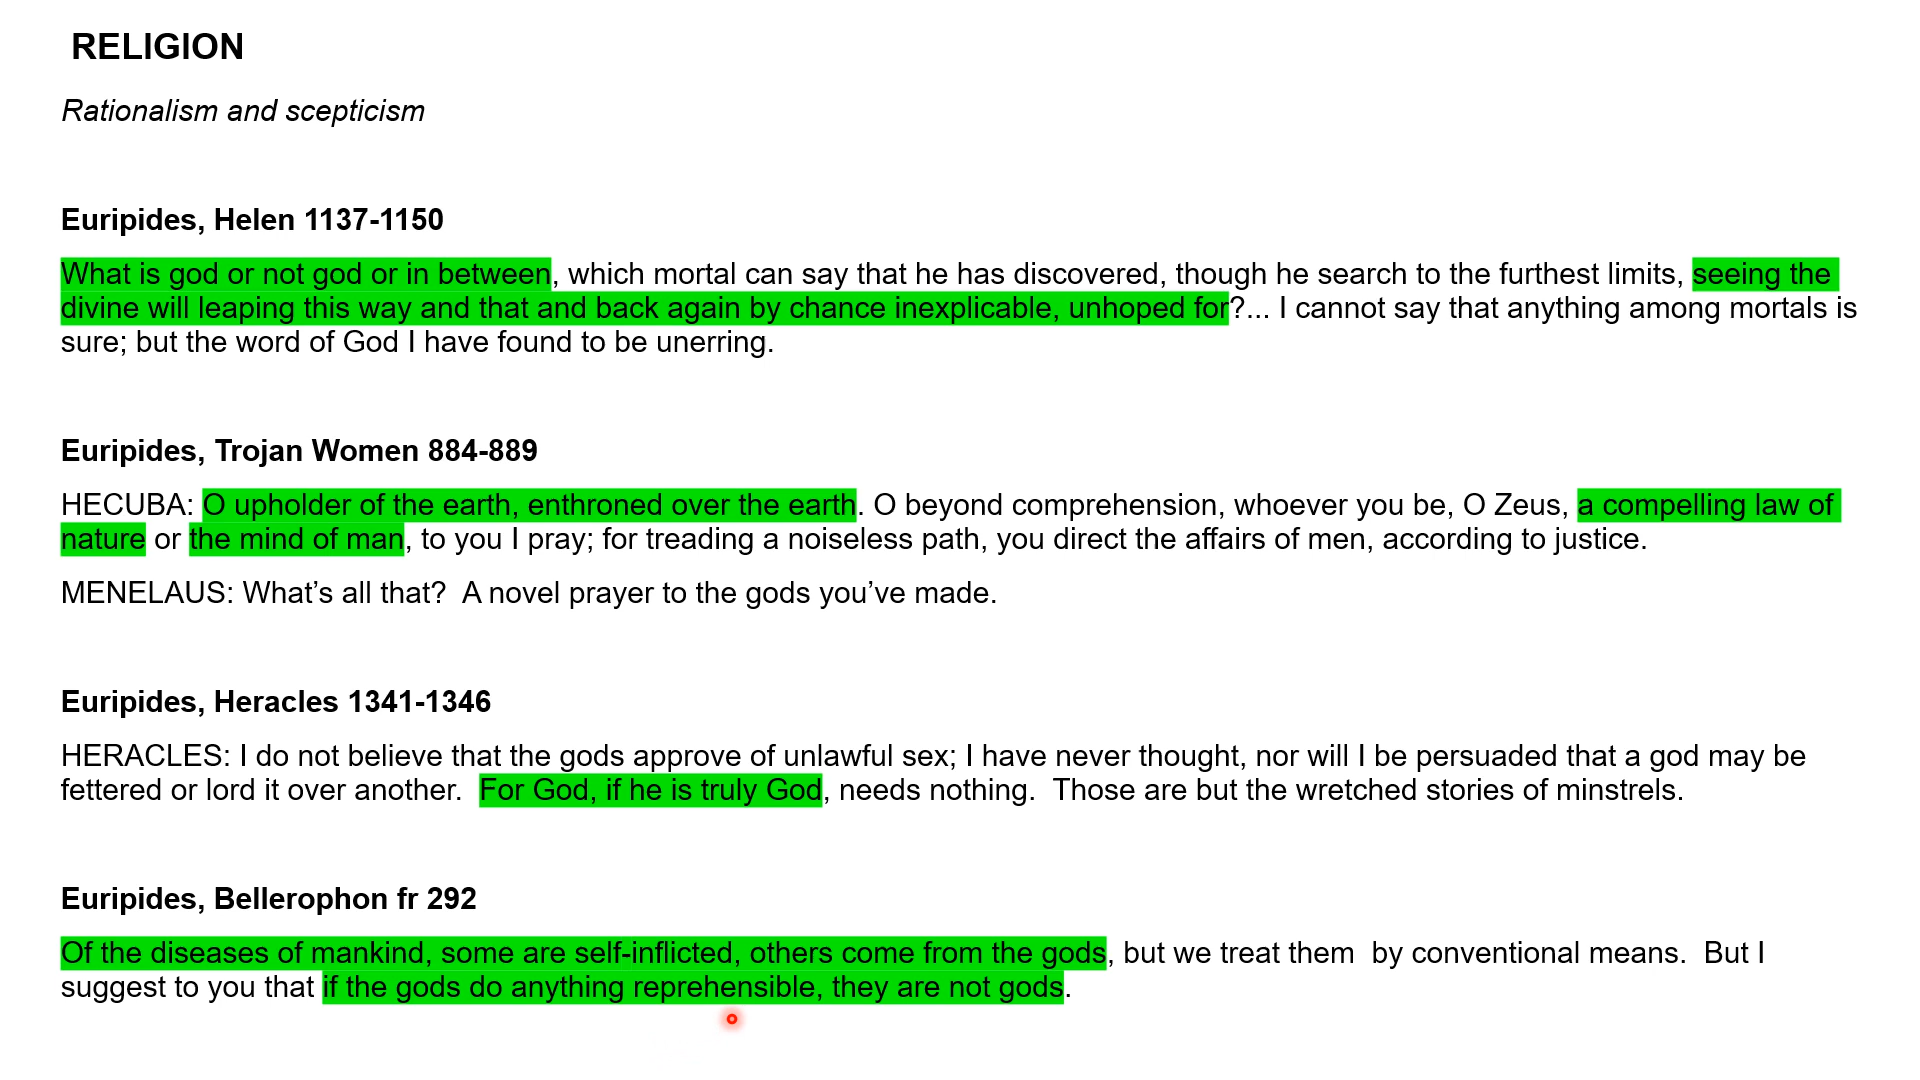 RELIGION
Rationalism and scepticism
Euripides, Helen 1137-1150
What is god or not god or in between, which mortal can say that he has discovered, though he search to the furthest limits, seeing the
divine will leaping this way and that and back again by chance inexplicable, unhoped for?... I cannot say that anything among mortals is
sure; but the word of God I have found to be unerring.
Euripides, Trojan Women 884-889
HECUBA: O upholder of the earth, enthroned over the earth. O beyond comprehension, whoever you be, O Zeus, a compelling law of
nature or the mind of man, to you I pray; for treading a noiseless path, you direct the affairs of men, according to justice.
MENELAUS: What’s all that?  A novel prayer to the gods you’ve made.
Euripides, Heracles 1341-1346
HERACLES: I do not believe that the gods approve of unlawful sex; I have never thought, nor will I be persuaded that a god may be
fettered or lord it over another.  For God, if he is truly God, needs nothing.  Those are but the wretched stories of minstrels.
Euripides, Bellerophon fr 292
Of the diseases of mankind, some are self-inflicted, others come from the gods, but we treat them  by conventional means.  But I
suggest to you that if the gods do anything reprehensible, they are not gods.